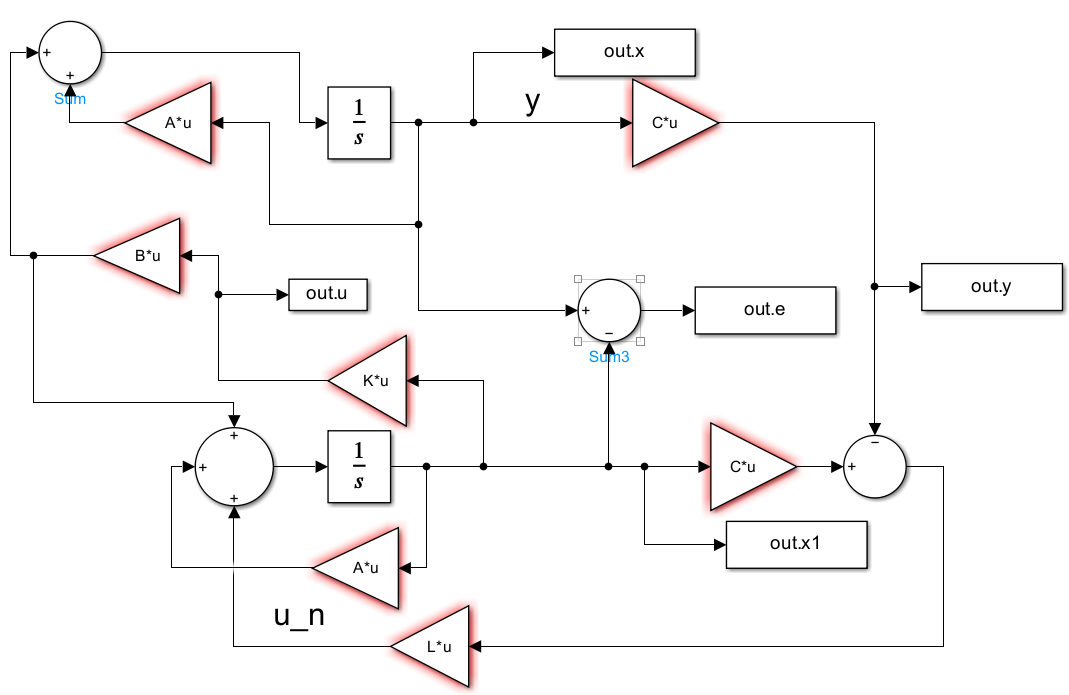 +
+
Sum
A*u
1
s
out.x
y
C*u
B*u
out.u
+
−
Sum3
out.e
out.y
K*u
+
+
+
1
s
C*u
−
+
out.x1
A*u
u_n
L*u